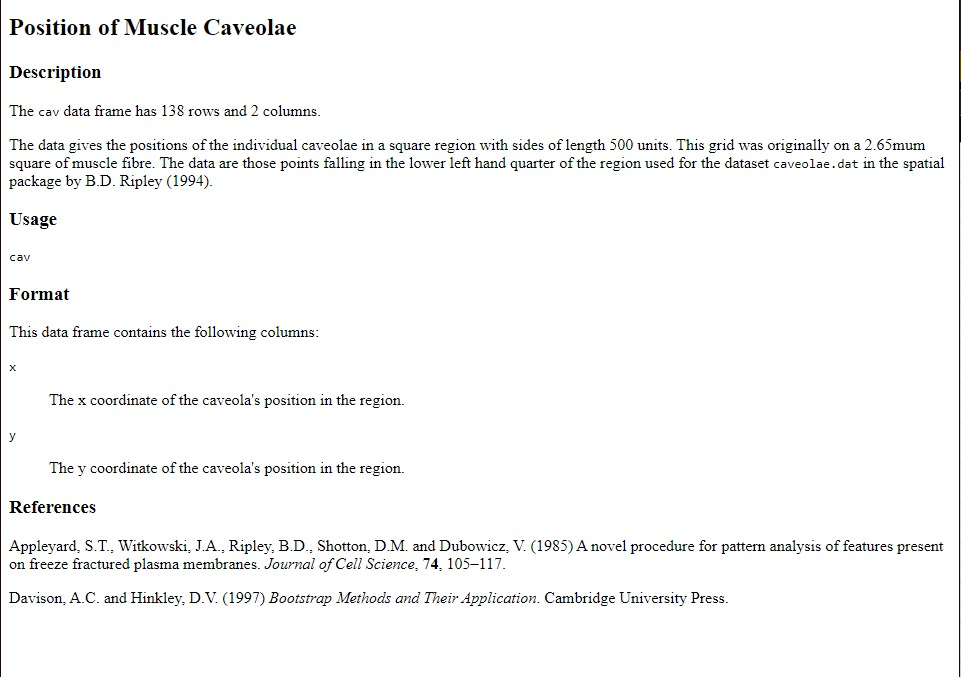 Position of Muscle Caveolae
Description
The cav data frame has 138 rows and 2 columns.
The data gives the positions of the individual caveolae in a square region with sides of length 500 units. This grid was originally on a 2.65mum
square of muscle fibre. The data are those points falling in the lower left hand quarter of the region used for the dataset caveolae.dat in the spatial
package by B.D. Ripley (1994).
Usage
cav
Format
This data frame contains the following columns:
x
The x coordinate of the caveola's position in the region.
y
The y coordinate of the caveola's position in the region.
References
Appleyard, S.T., Witkowski, J.A., Ripley, B.D., Shotton, D.M. and Dubowicz, V. (1985) A novel procedure for pattern analysis of features present
on freeze fractured plasma membranes. Journal of Cell Science, 74, 105–117.
Davison, A.C. and Hinkley, D.V. (1997) Bootstrap Methods and Their Application. Cambridge University Press.